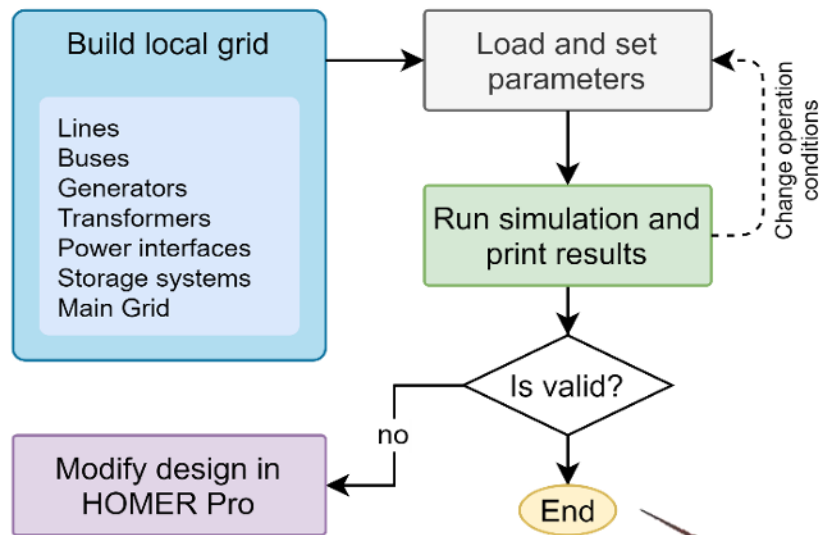 Build local grid
Lines
Buses
Generators
Transformers
Power interfaces
Storage systems
Main Grid
Load and set
parameters
Change operation
conditions
Run simulation and
print results
Is valid?
no
Modify design in
HOMER Pro
End